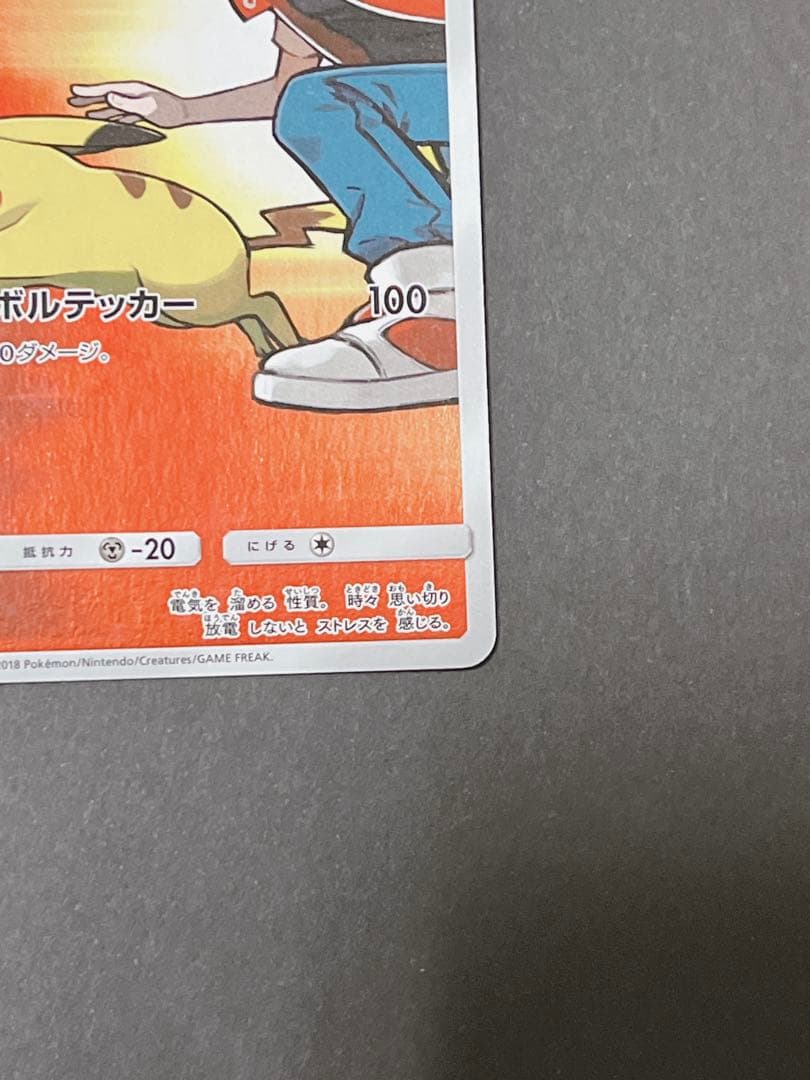 ボルテッカー 100
0ダメージ。
抵抗力 -20 にげる
電気を 溜める 性質。 時々 思い切り
放電 しないと ストレスを 感じる。
2018 Pokémon/Nintendo/Creatures/GAME FREAK.